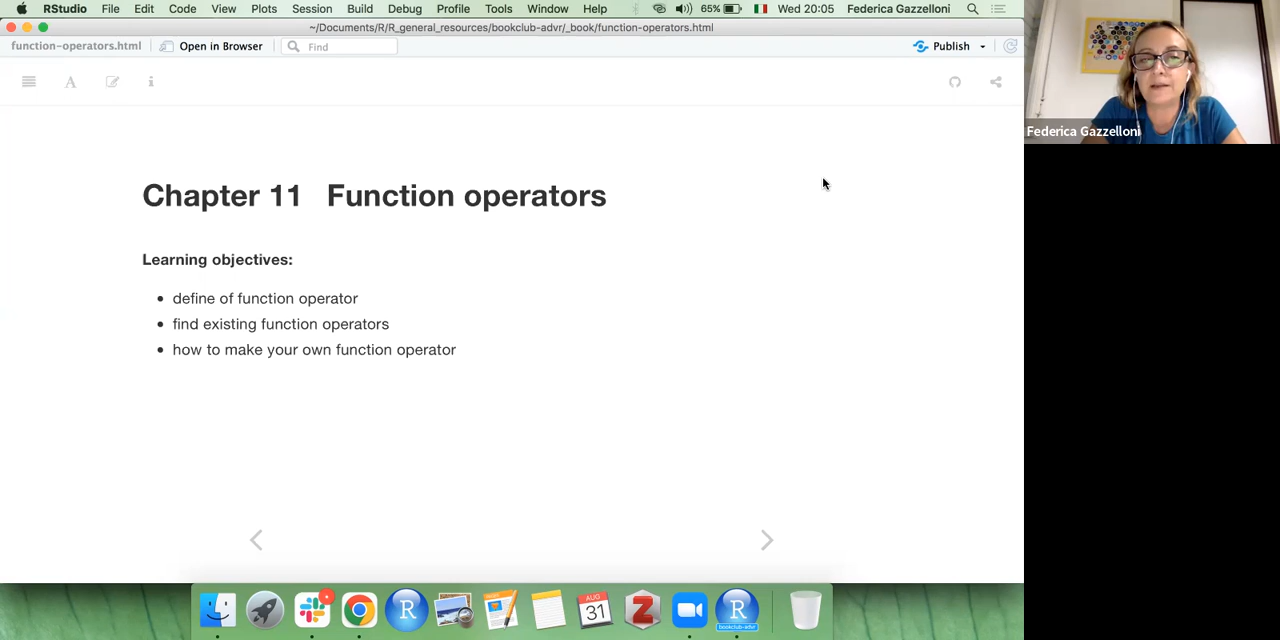 RStudio File Edit Code View Plots Session Build Debug Profile Tools Window Help 65% Wed 20:05 Federica Gazzelloni
~/Documents/R/R_general_resources/bookclub-advr/_book/function-operators.html
function-operators.html Open in Browser Find Publish
A i
Federica Gazzelloni
Chapter 11 Function operators
Learning objectives:
• define of function operator
• find existing function operators
• how to make your own function operator
R AUG 31 Z R
bookclub-advr